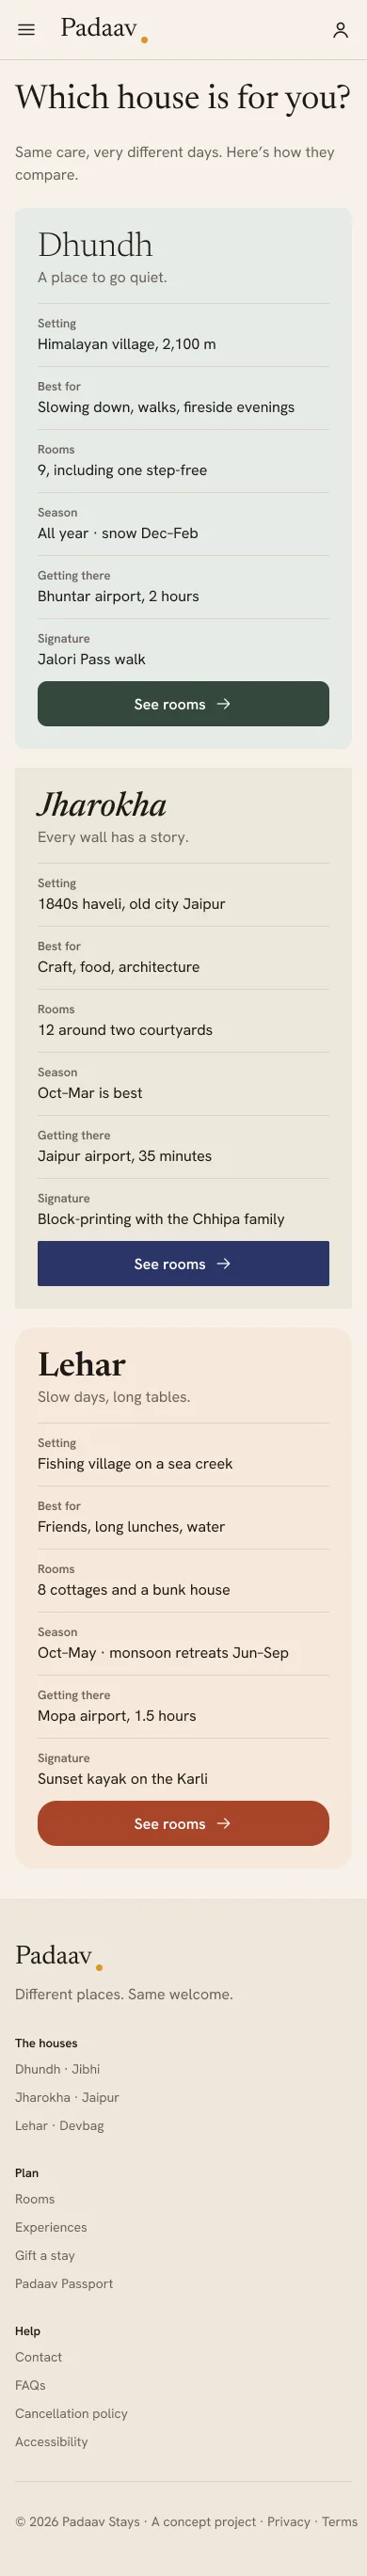 Padaav
Which house is for you?
Same care, very different days. Here’s how they
compare.
Dhundh
A place to go quiet.
Setting
Himalayan village, 2,100 m
Best for
Slowing down, walks, fireside evenings
Rooms
9, including one step-free
Season
All year · snow Dec–Feb
Getting there
Bhuntar airport, 2 hours
Signature
Jalori Pass walk
See rooms →
Jharokha
Every wall has a story.
Setting
1840s haveli, old city Jaipur
Best for
Craft, food, architecture
Rooms
12 around two courtyards
Season
Oct–Mar is best
Getting there
Jaipur airport, 35 minutes
Signature
Block-printing with the Chhipa family
See rooms →
Lehar
Slow days, long tables.
Setting
Fishing village on a sea creek
Best for
Friends, long lunches, water
Rooms
8 cottages and a bunk house
Season
Oct–May · monsoon retreats Jun–Sep
Getting there
Mopa airport, 1.5 hours
Signature
Sunset kayak on the Karli
See rooms →
Padaav
Different places. Same welcome.
The houses
Dhundh · Jibhi
Jharokha · Jaipur
Lehar · Devbag
Plan
Rooms
Experiences
Gift a stay
Padaav Passport
Help
Contact
FAQs
Cancellation policy
Accessibility
© 2026 Padaav Stays · A concept project · Privacy · Terms